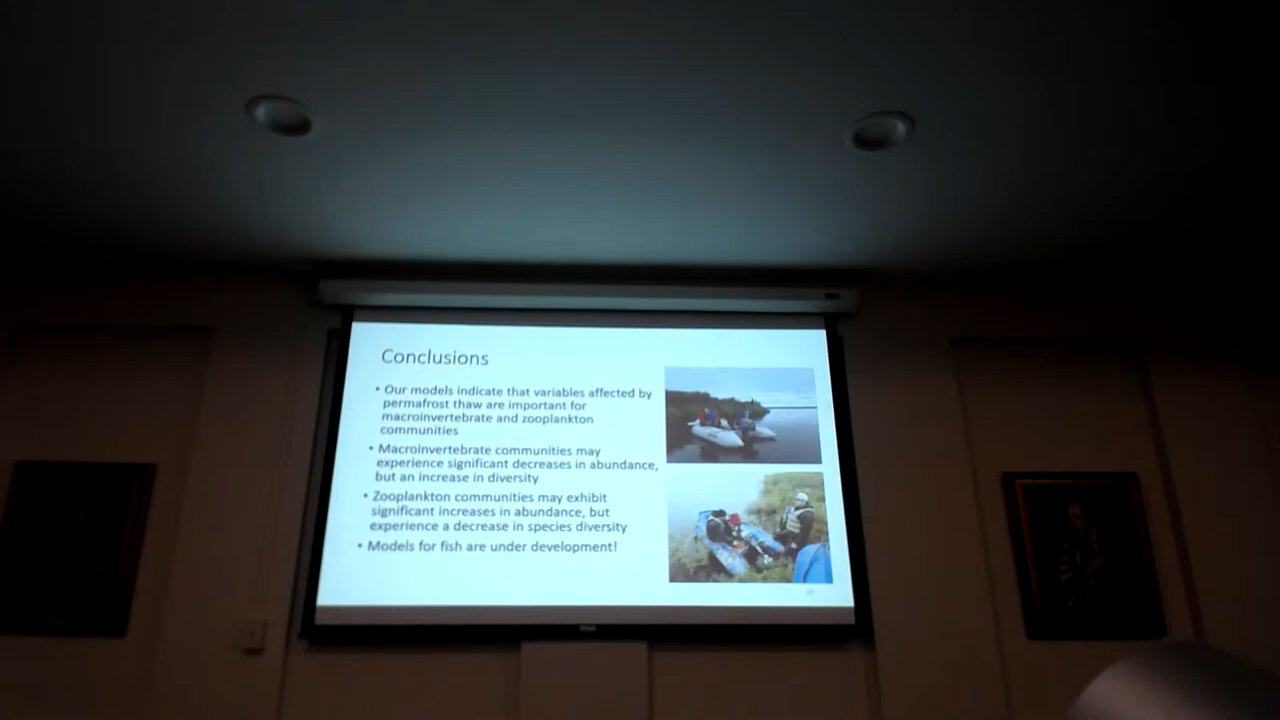 Conclusions
• Our models indicate that variables affected by
permafrost thaw are important for
macroinvertebrate and zooplankton
communities
• Macroinvertebrate communities may
experience significant decreases in abundance,
but an increase in diversity
• Zooplankton communities may exhibit
significant increases in abundance, but
experience a decrease in species diversity
• Models for fish are under development!